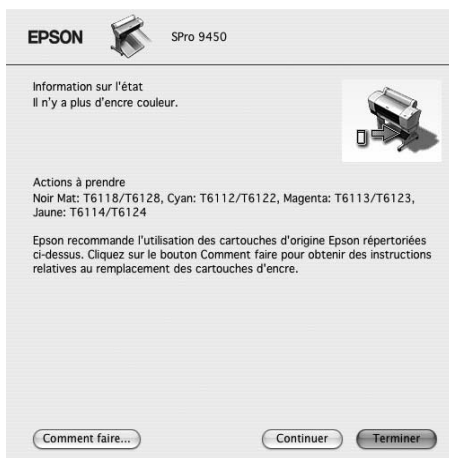 EPSON SPro 9450
Information sur l'état
Il n'y a plus d'encre couleur.
Actions à prendre
Noir Mat: T6118/T6128, Cyan: T6112/T6122, Magenta: T6113/T6123,
Jaune: T6114/T6124
Epson recommande l'utilisation des cartouches d'origine Epson répertoriées
ci-dessus. Cliquez sur le bouton Comment faire pour obtenir des instructions
relatives au remplacement des cartouches d'encre.
Comment faire... Continuer Terminer